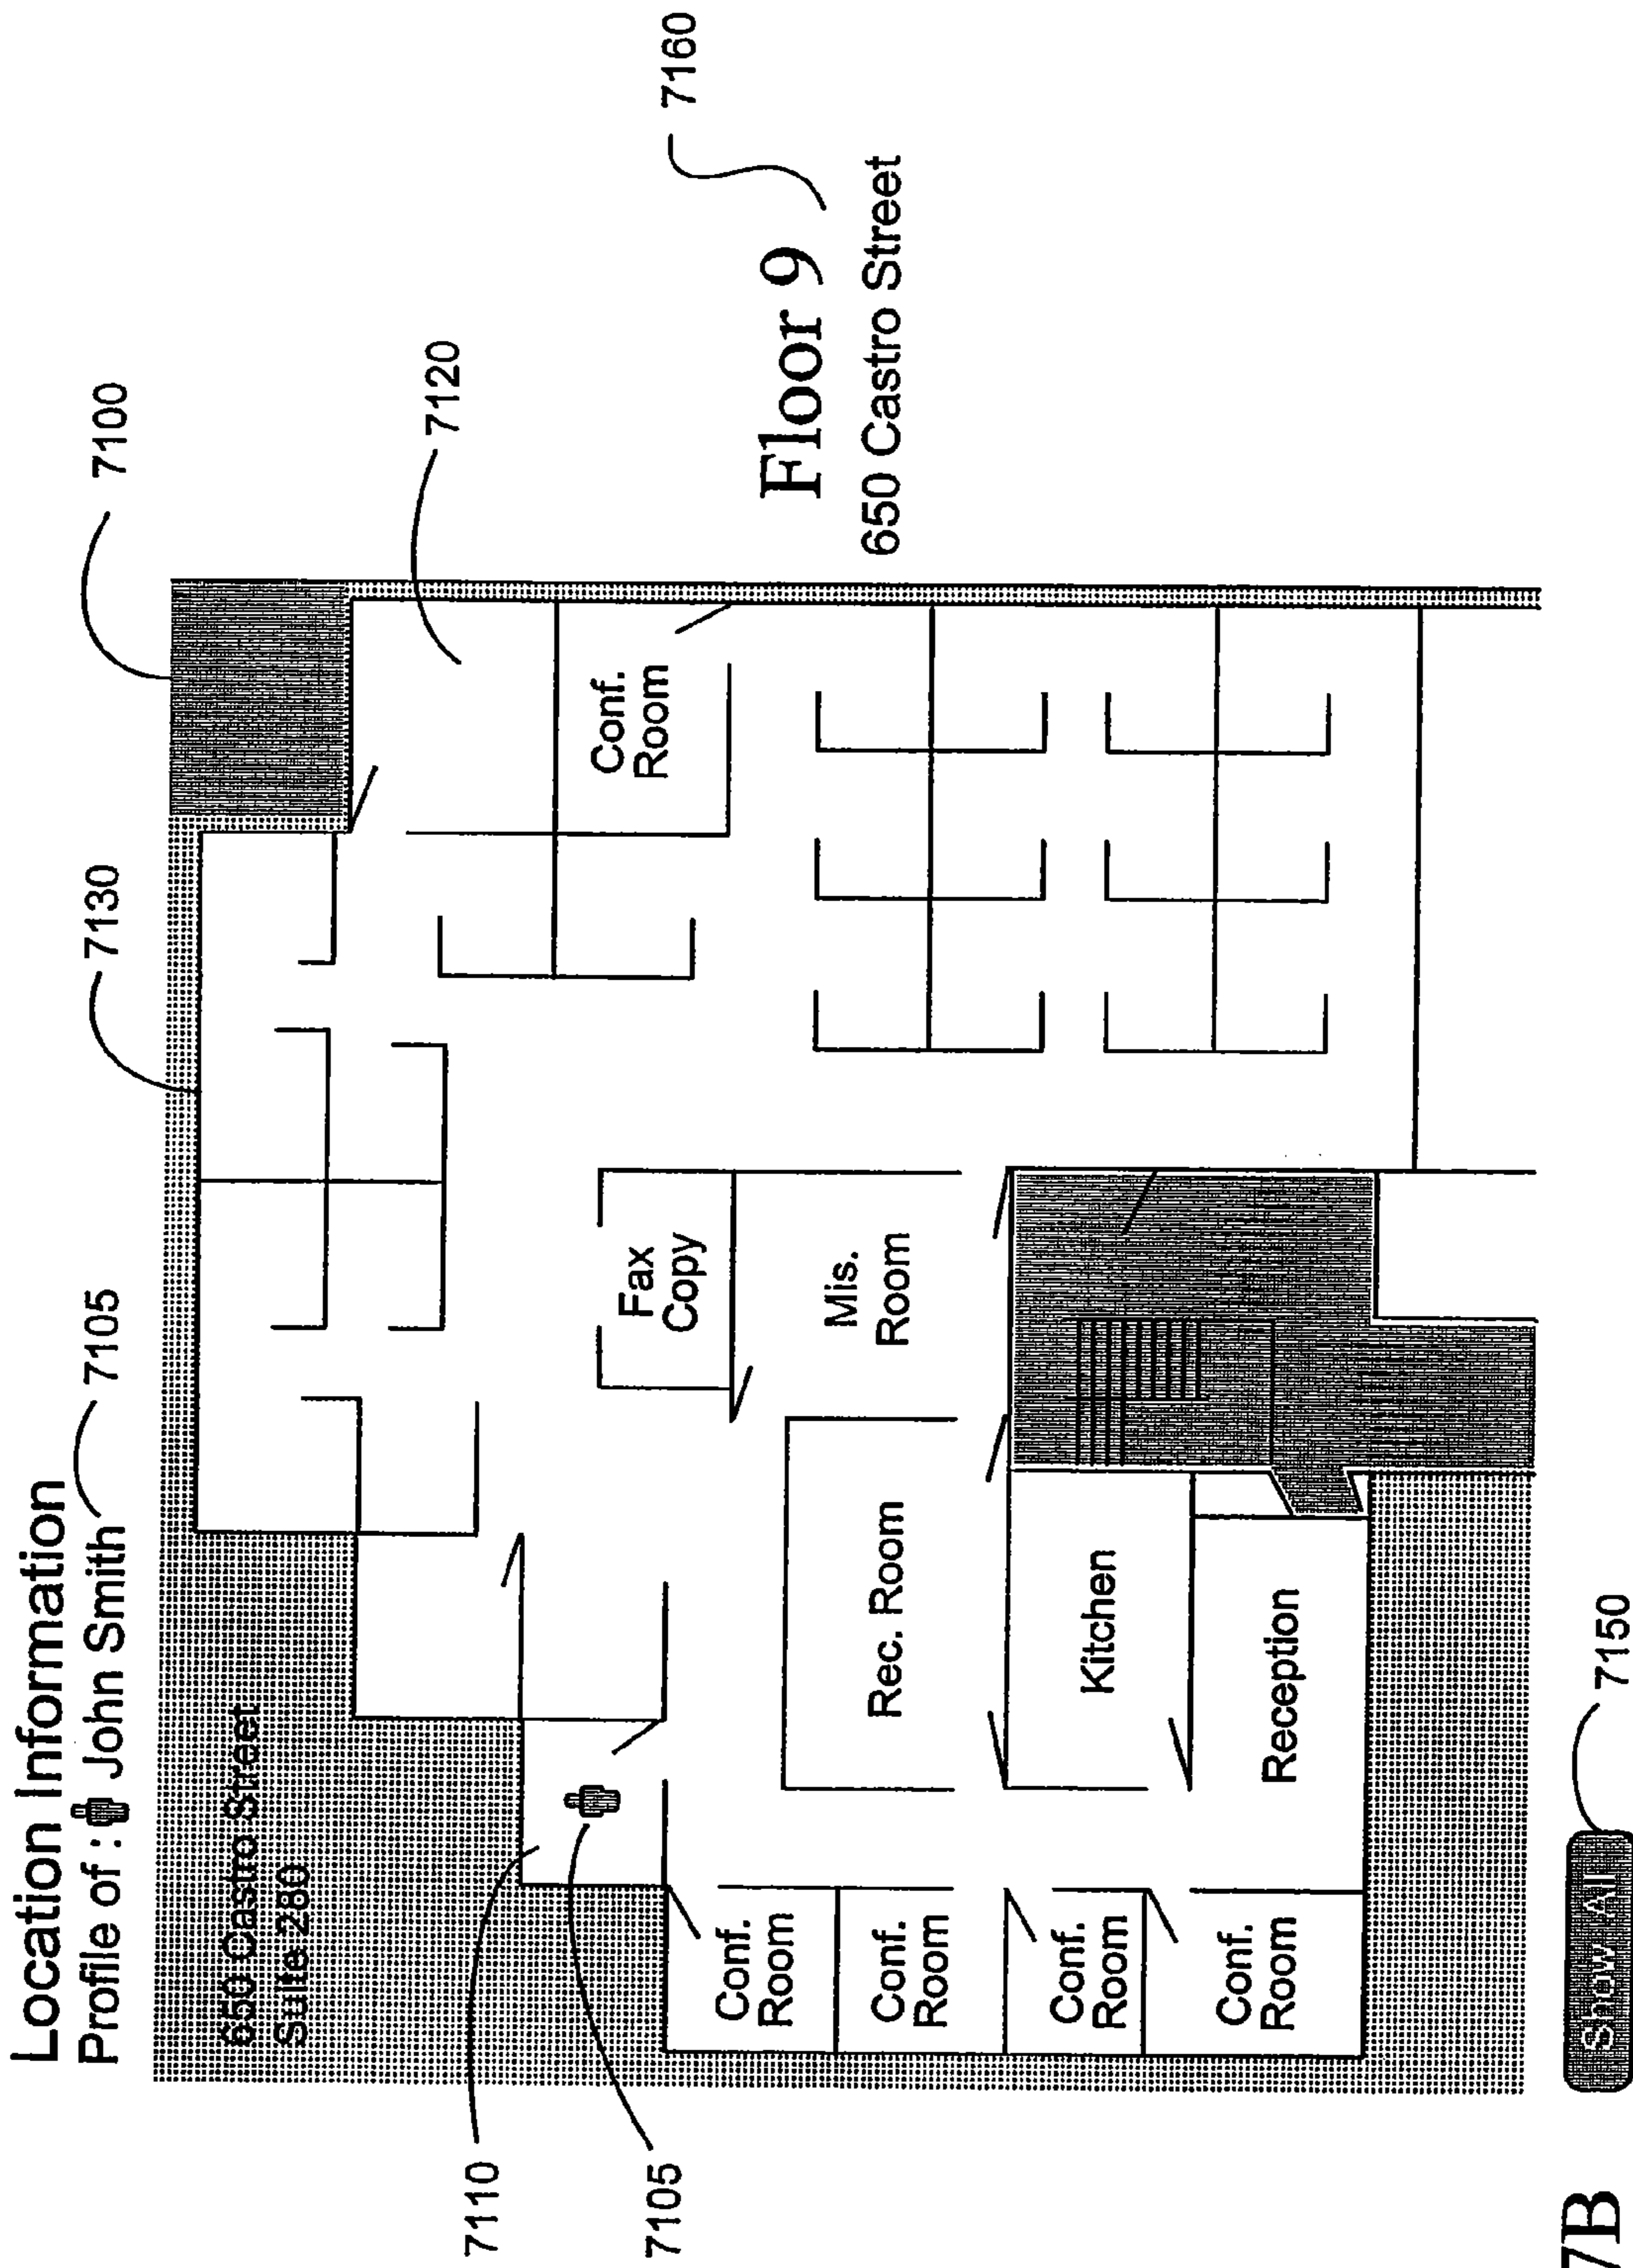 Location Information
Profile of : John Smith
7105
7130
7100
650 Castro Street
Suite 280
7120
7110
7105
Conf.
Room
Fax
Copy
7160
Floor 9
650 Castro Street
Conf.
Room
Mis.
Room
Conf.
Room
Rec. Room
Conf.
Room
Kitchen
Conf.
Room
Reception
Show All
7150
7B